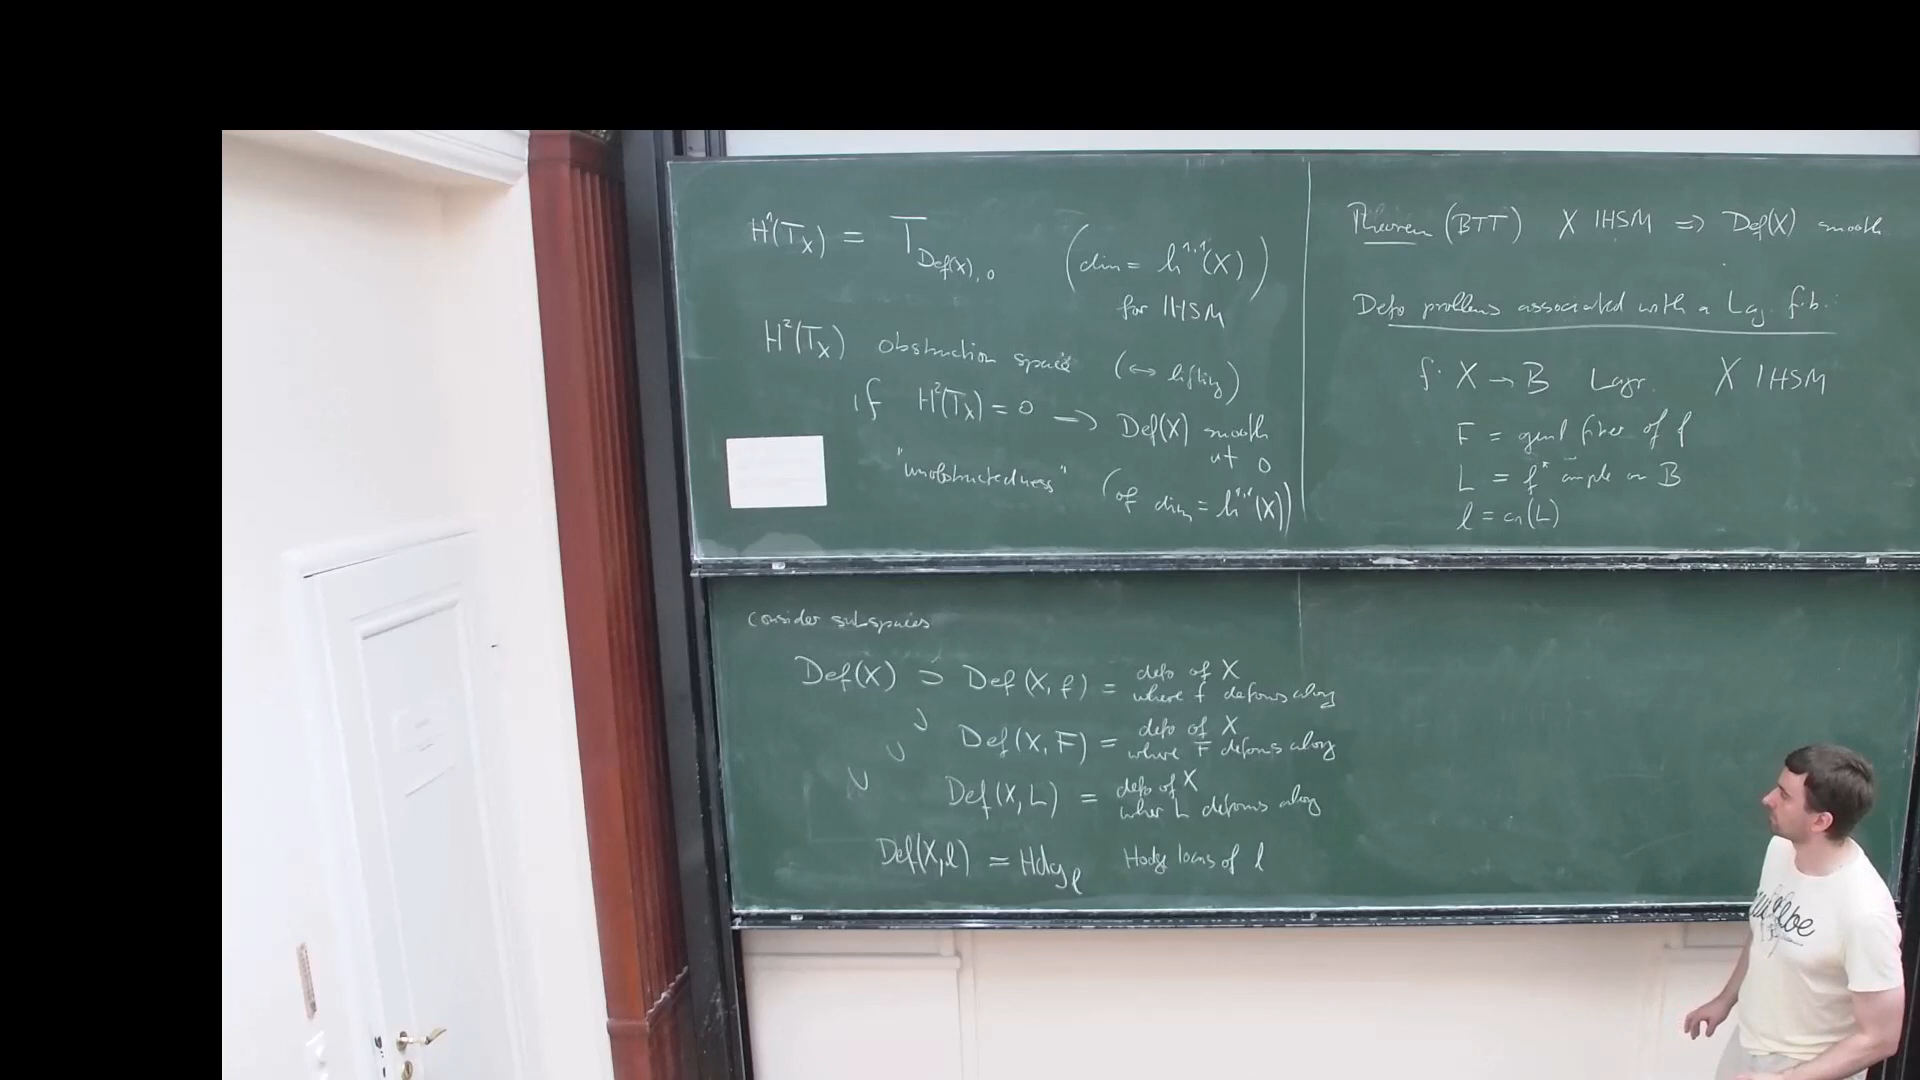 H¹(T_X) = T_{Def(X), 0} (dim = h^{1,1}(X))
for IHSM
H²(T_X) obstruction space (↔ lifting)
if H²(T_X) = 0 → Def(X) smooth
at 0
"unobstructedness" (of dim = h^{1,1}(X))
Theorem (BTT) X IHSM ⇒ Def(X) smooth
Defo problems associated with a Lag. fib.:
f: X → B Lagr. X IHSM
F = genl fiber of f
L = f* ample on B
l = c₁(L)
consider subspaces
Def(X) ⊃ Def(X, f) = defo of X
where f deforms along
∪ Def(X, F) = defo of X
∪ where F deforms along
∪ Def(X, L) = defo of X
where L deforms along
Def(X, l) = Hdg_l Hodge locus of l